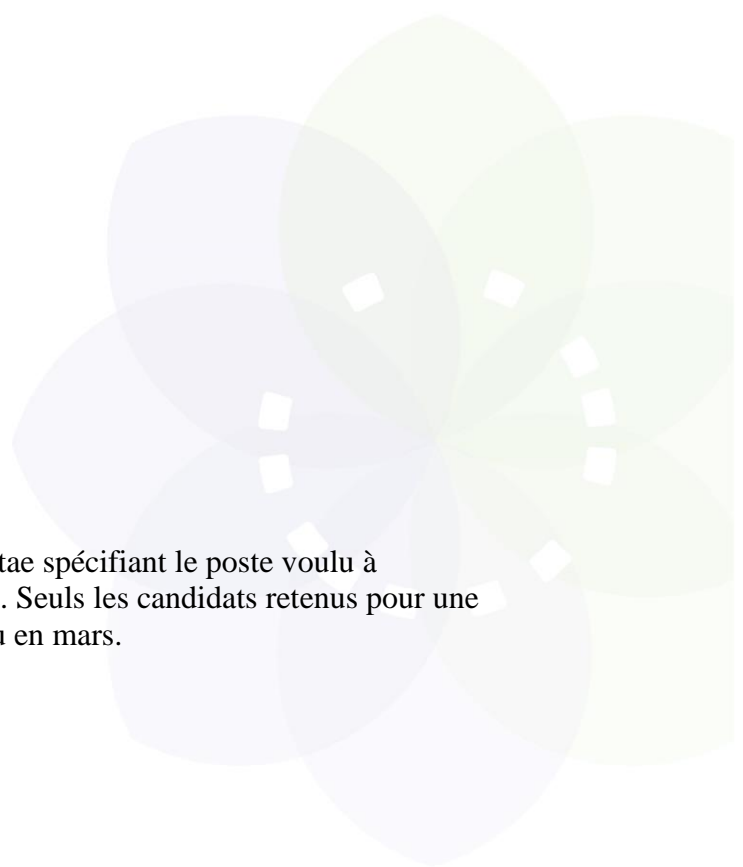 tae spécifiant le poste voulu à
. Seuls les candidats retenus pour une
u en mars.